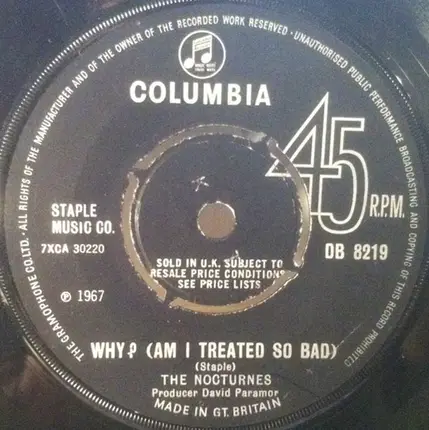 THE GRAMOPHONE CO. LTD. · ALL RIGHTS OF THE MANUFACTURER AND OF THE OWNER OF THE RECORDED WORK RESERVED · UNAUTHORISED PUBLIC PERFORMANCE BROADCASTING AND COPYING OF THIS RECORD PROHIBITED
COLUMBIA
45
R.P.M.
STAPLE
MUSIC CO.
7XCA 30220
DB 8219
SOLD IN U.K. SUBJECT TO
RESALE PRICE CONDITIONS
SEE PRICE LISTS
℗ 1967
WHY? (AM I TREATED SO BAD)
(Staple)
THE NOCTURNES
Producer David Paramor
MADE IN GT. BRITAIN